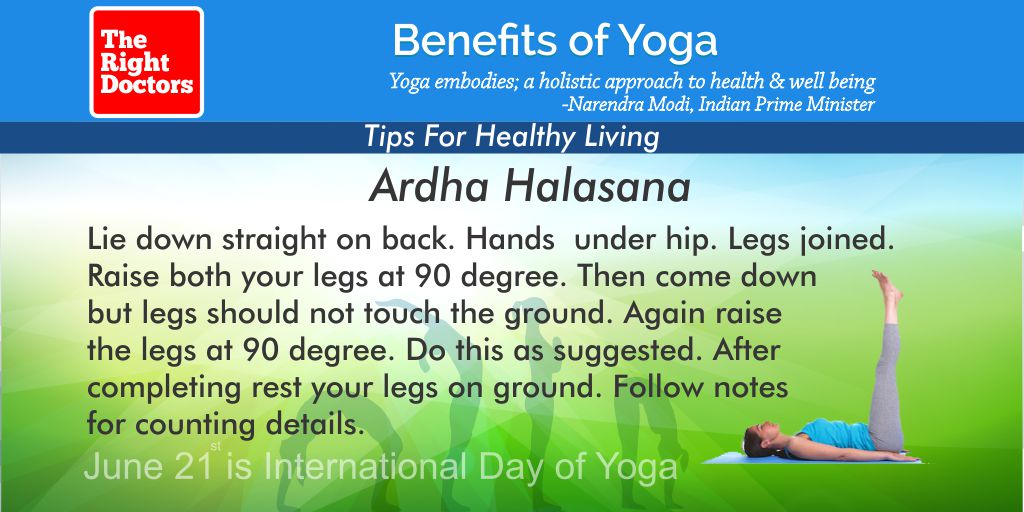 The
Right
Doctors
Benefits of Yoga
Yoga embodies; a holistic approach to health & well being
-Narendra Modi, Indian Prime Minister
Tips For Healthy Living
Ardha Halasana
Lie down straight on back. Hands under hip. Legs joined.
Raise both your legs at 90 degree. Then come down
but legs should not touch the ground. Again raise
the legs at 90 degree. Do this as suggested. After
completing rest your legs on ground. Follow notes
for counting details.
June 21st is International Day of Yoga